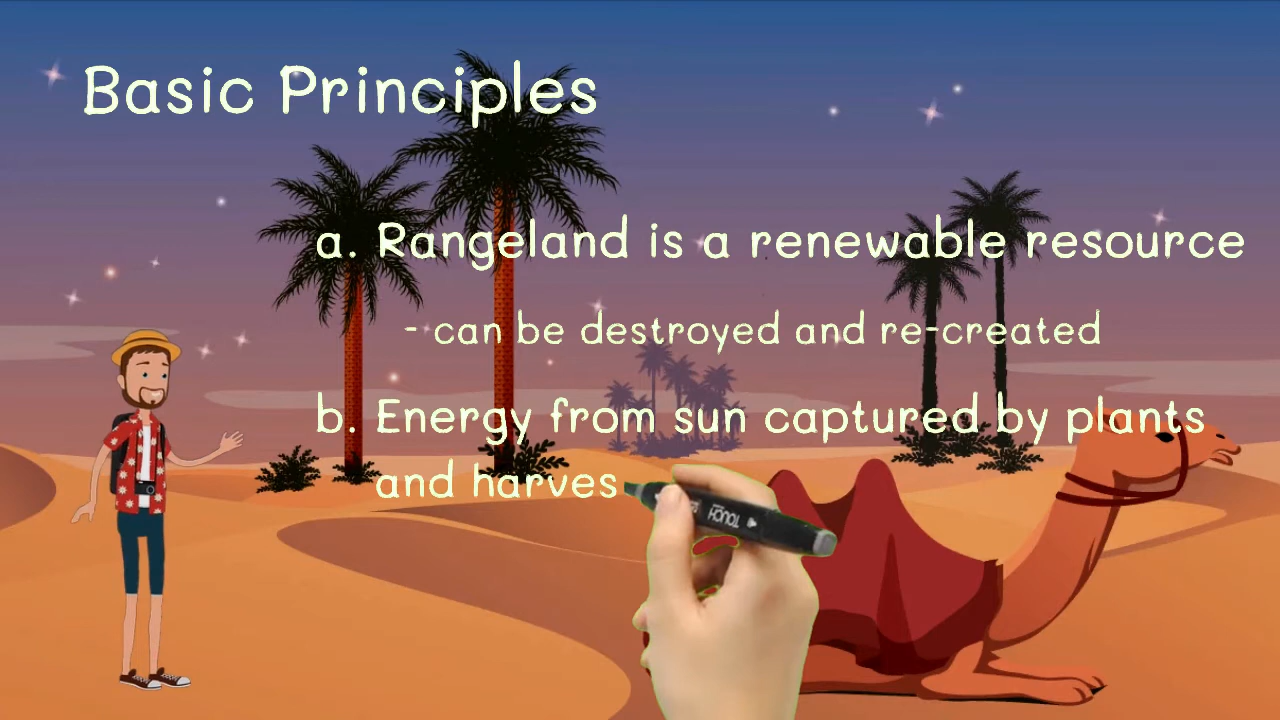 Basic Principles
a. Rangeland is a renewable resource
- can be destroyed and re-created
b. Energy from sun captured by plants
and harves
TOUCH